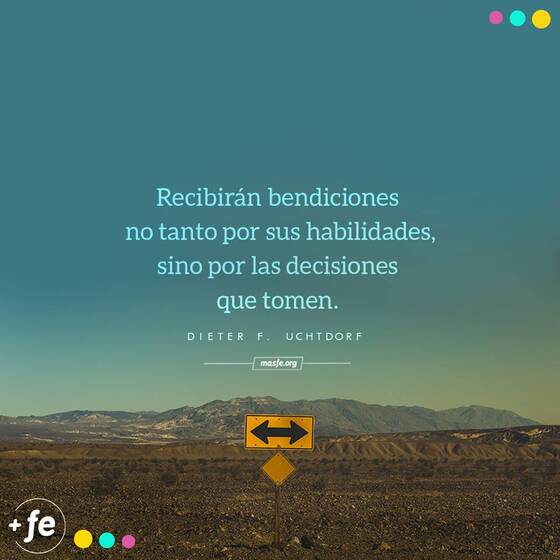 Recibirán bendiciones
no tanto por sus habilidades,
sino por las decisiones
que tomen.
DIETER F. UCHTDORF
masfe.org
+fe